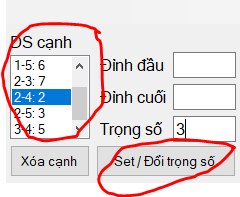 DS cạnh
1-5: 6
2-3: 7
2-4: 2
2-5: 3
3-4: 5
Đỉnh đầu
Đỉnh cuối
Trọng số 3
Xóa cạnh
Set / Đổi trọng số